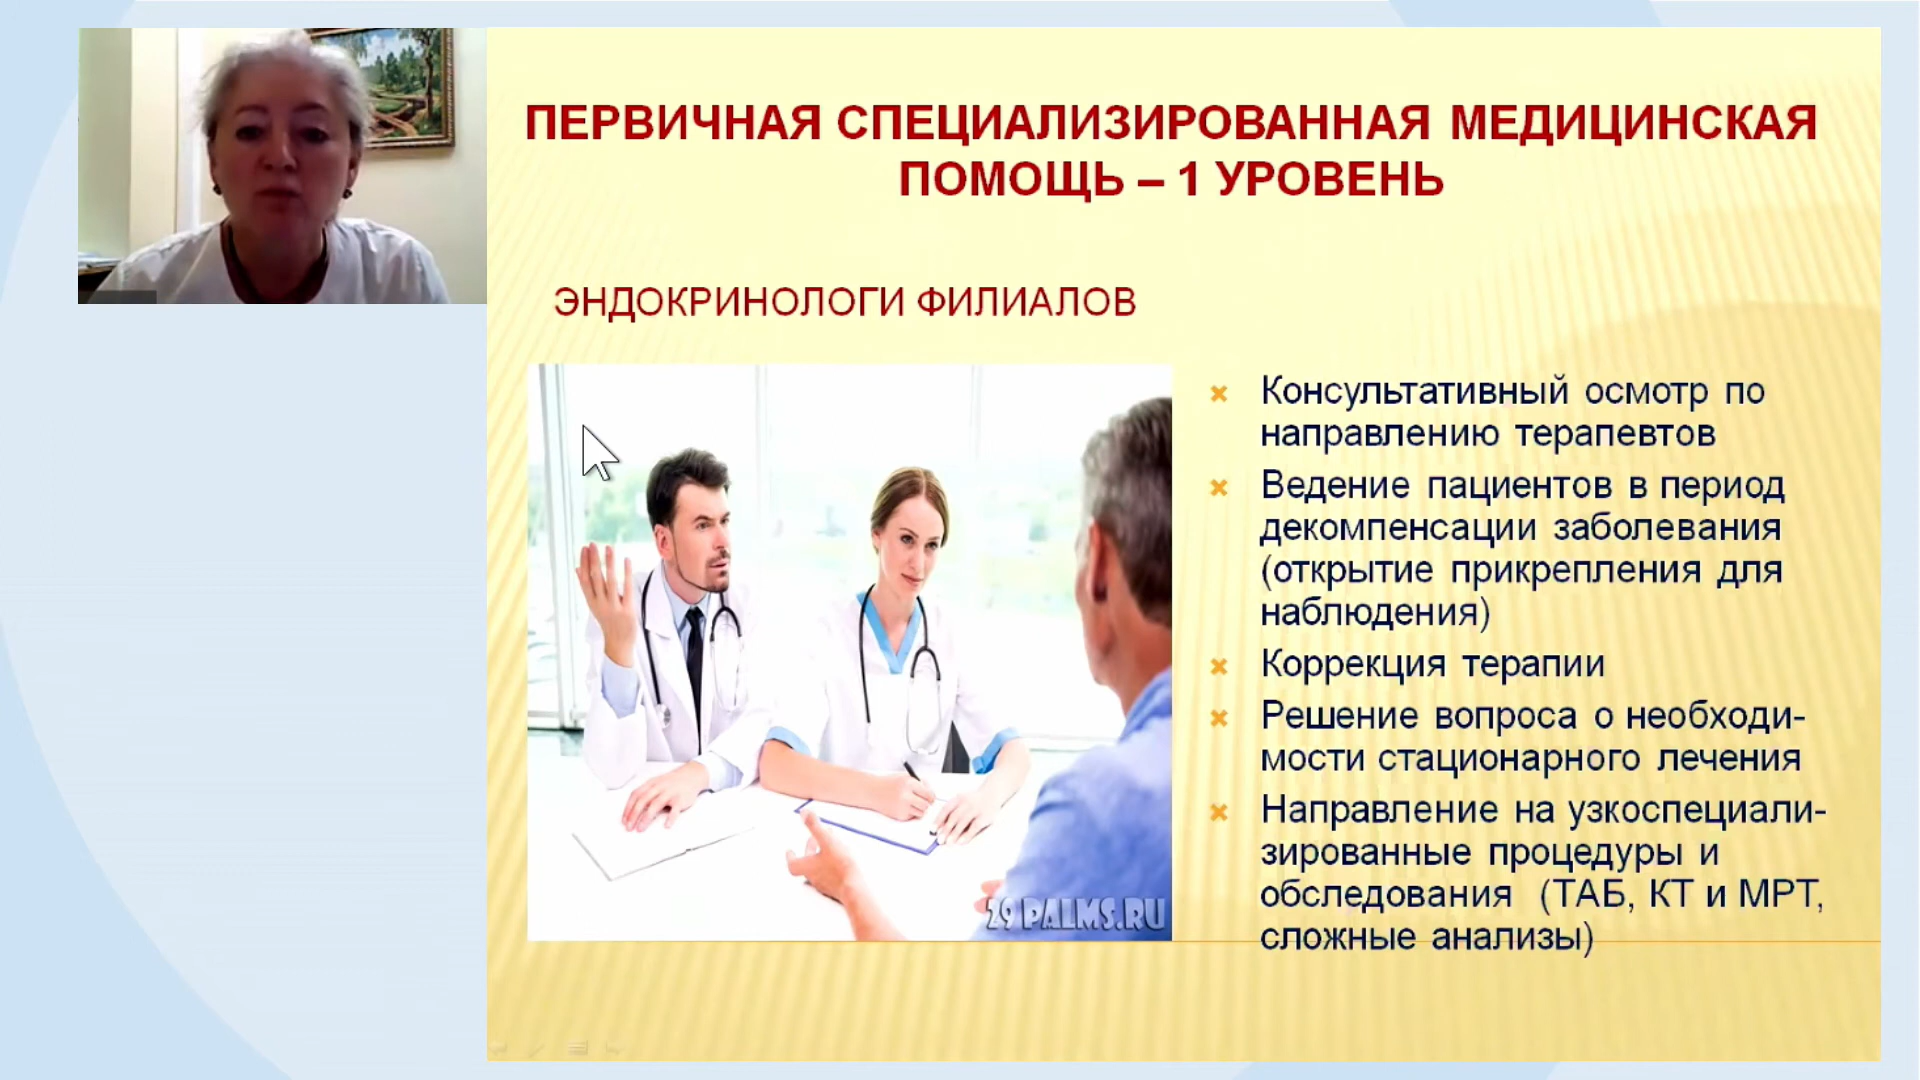 ПЕРВИЧНАЯ СПЕЦИАЛИЗИРОВАННАЯ МЕДИЦИНСКАЯ
ПОМОЩЬ – 1 УРОВЕНЬ
ЭНДОКРИНОЛОГИ ФИЛИАЛОВ
Консультативный осмотр по
направлению терапевтов
Ведение пациентов в период
декомпенсации заболевания
(открытие прикрепления для
наблюдения)
Коррекция терапии
Решение вопроса о необходи-
мости стационарного лечения
Направление на узкоспециали-
зированные процедуры и
обследования (ТАБ, КТ и МРТ,
сложные анализы)
29 PALMS.RU